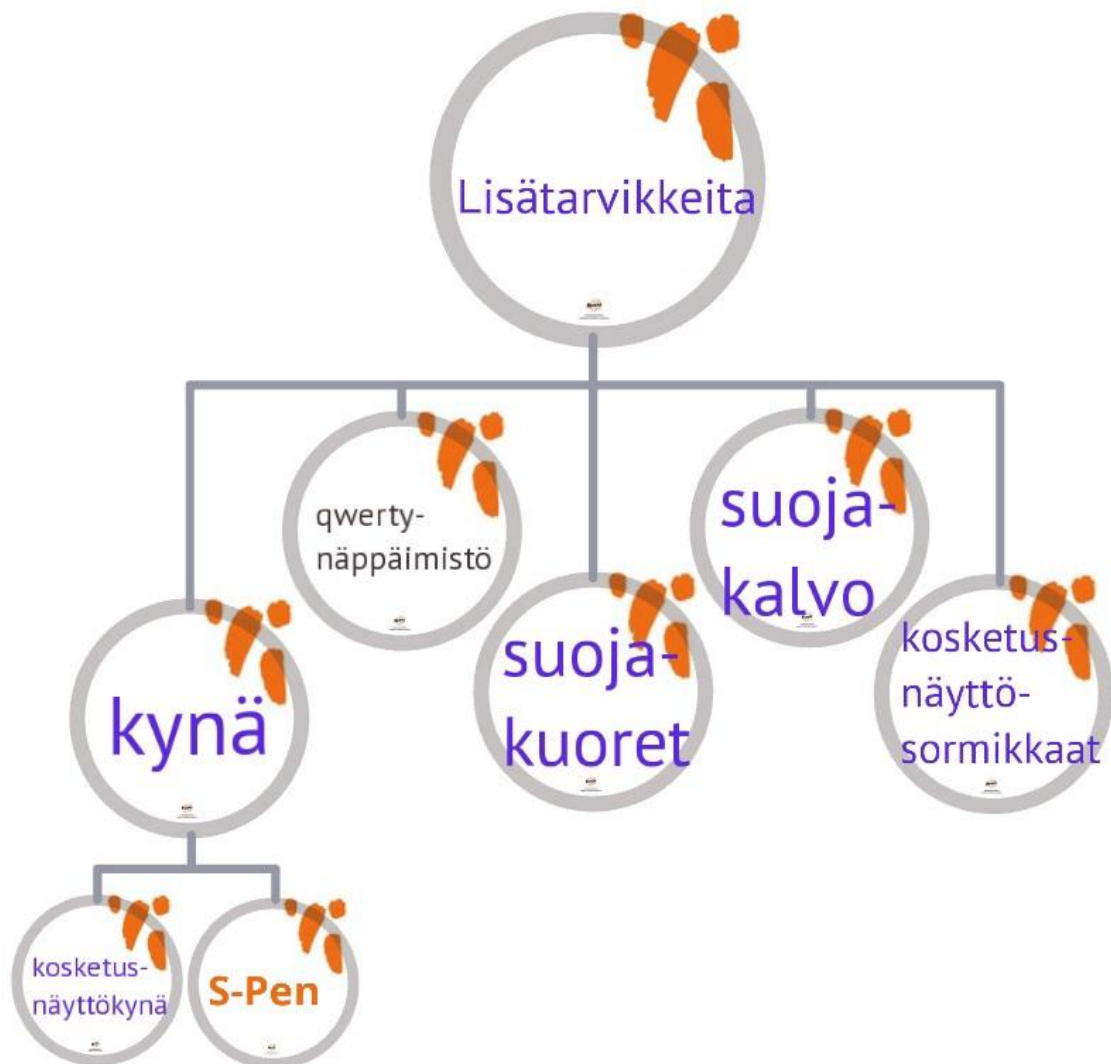 Lisätarvikkeita
qwerty-
näppäimistö
suoja-
kalvo
kynä
suoja-
kuoret
kosketus-
näyttö-
sormikkaat
kosketus-
näyttökynä
S-Pen